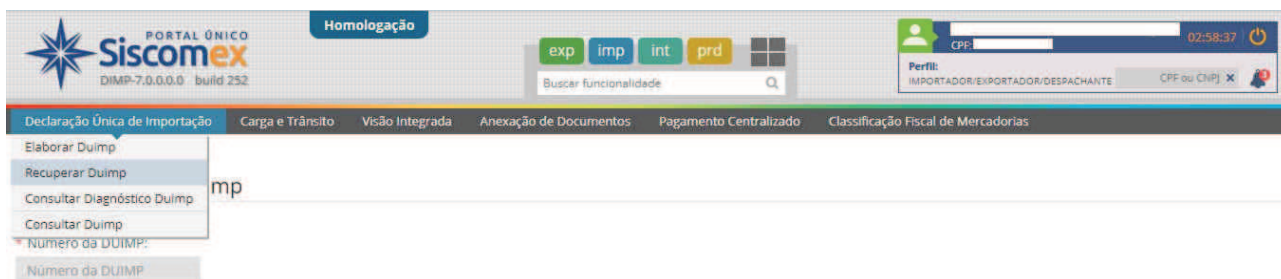 PORTAL ÚNICO
Siscomex
DIMP-7.0.0.0.0 build 252
Homologação
exp imp int prd
Buscar funcionalidade
CPF:
02:58:37
Perfil:
IMPORTADOR/EXPORTADOR/DESPACHANTE
CPF ou CNPJ x
Declaração Única de Importação Carga e Trânsito Visão Integrada Anexação de Documentos Pagamento Centralizado Classificação Fiscal de Mercadorias
Elaborar Duimp
Recuperar Duimp
Consultar Diagnóstico Duimp
Consultar Duimp
mp
* Número da DUIMP:
Número da DUIMP